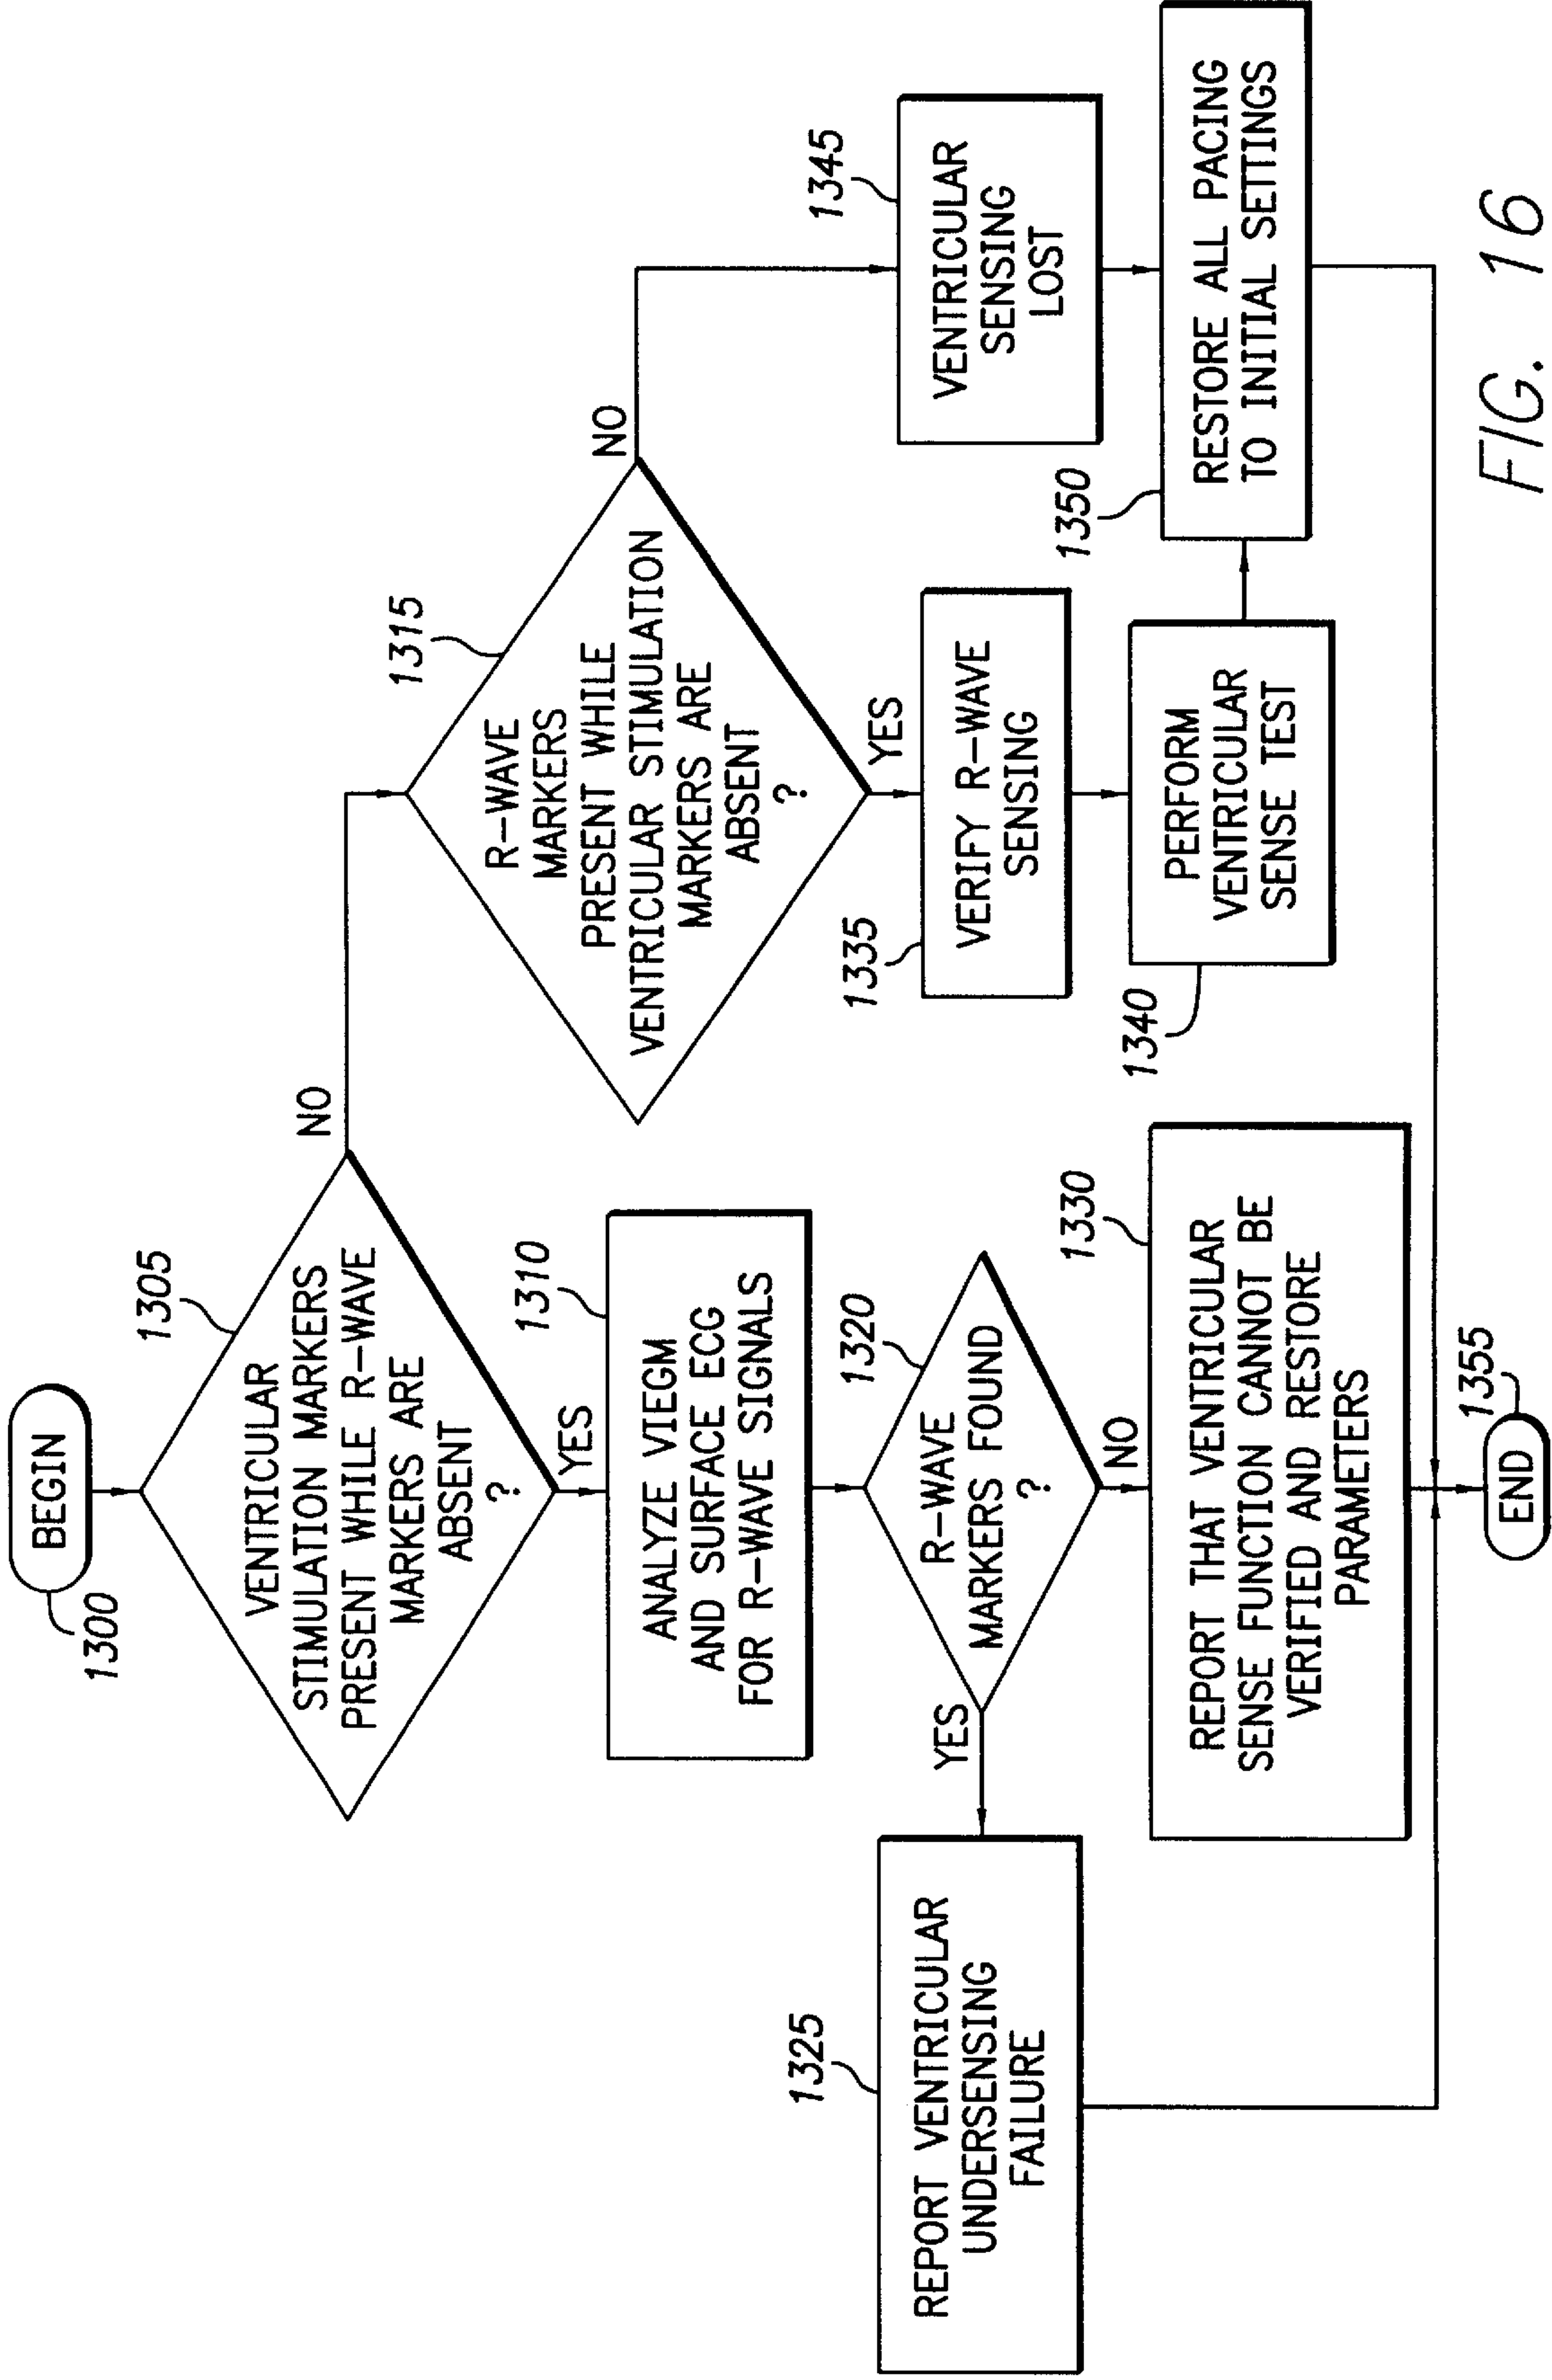 BEGIN
1300
VENTRICULAR
STIMULATION MARKERS
PRESENT WHILE R-WAVE
MARKERS ARE
ABSENT
?
1305
NO
YES
ANALYZE VIEGM
AND SURFACE ECG
FOR R-WAVE SIGNALS
1310
R-WAVE
MARKERS
PRESENT WHILE
VENTRICULAR STIMULATION
MARKERS ARE
ABSENT
?
1315
NO
YES
R-WAVE
MARKERS FOUND
?
1320
YES
NO
REPORT VENTRICULAR
UNDERSENSING
FAILURE
1325
REPORT THAT VENTRICULAR
SENSE FUNCTION CANNOT BE
VERIFIED AND RESTORE
PARAMETERS
1330
VERIFY R-WAVE
SENSING
1335
PERFORM
VENTRICULAR
SENSE TEST
1340
VENTRICULAR
SENSING
LOST
1345
RESTORE ALL PACING
TO INITIAL SETTINGS
1350
END
1355
FIG. 16